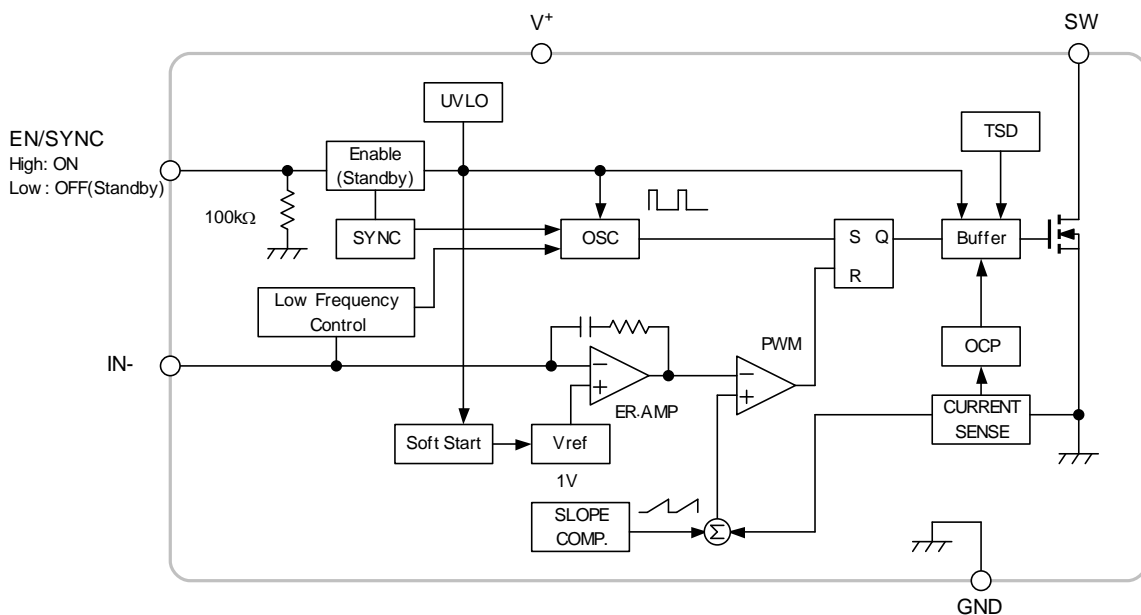 V+
SW
UVLO
TSD
EN/SYNC
High: ON
Low : OFF(Standby)
Enable
(Standby)
100kΩ
SYNC
OSC
S Q
R
Buffer
Low Frequency
Control
PWM
OCP
IN-
−
+
ER.AMP
−
+
CURRENT
SENSE
Soft Start
Vref
1V
SLOPE
COMP.
Σ
GND